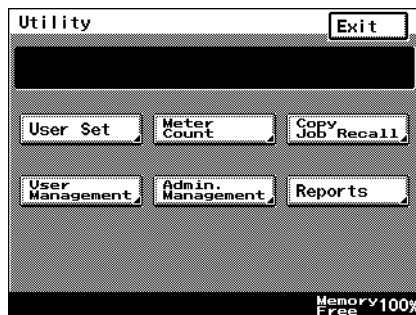 Utility
Exit
User Set
Meter
Count
Copy
Job Recall
User
Management
Admin.
Management
Reports
Memory
Free 100%